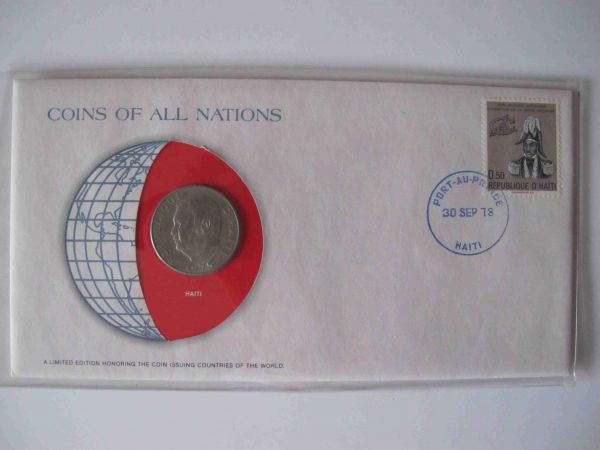 COINS OF ALL NATIONS
0.50
REPUBLIQUE D'HAITI
PORT-AU-PRINCE
30 SEP 78
HAITI
HAITI
A LIMITED EDITION HONORING THE COIN ISSUING COUNTRIES OF THE WORLD